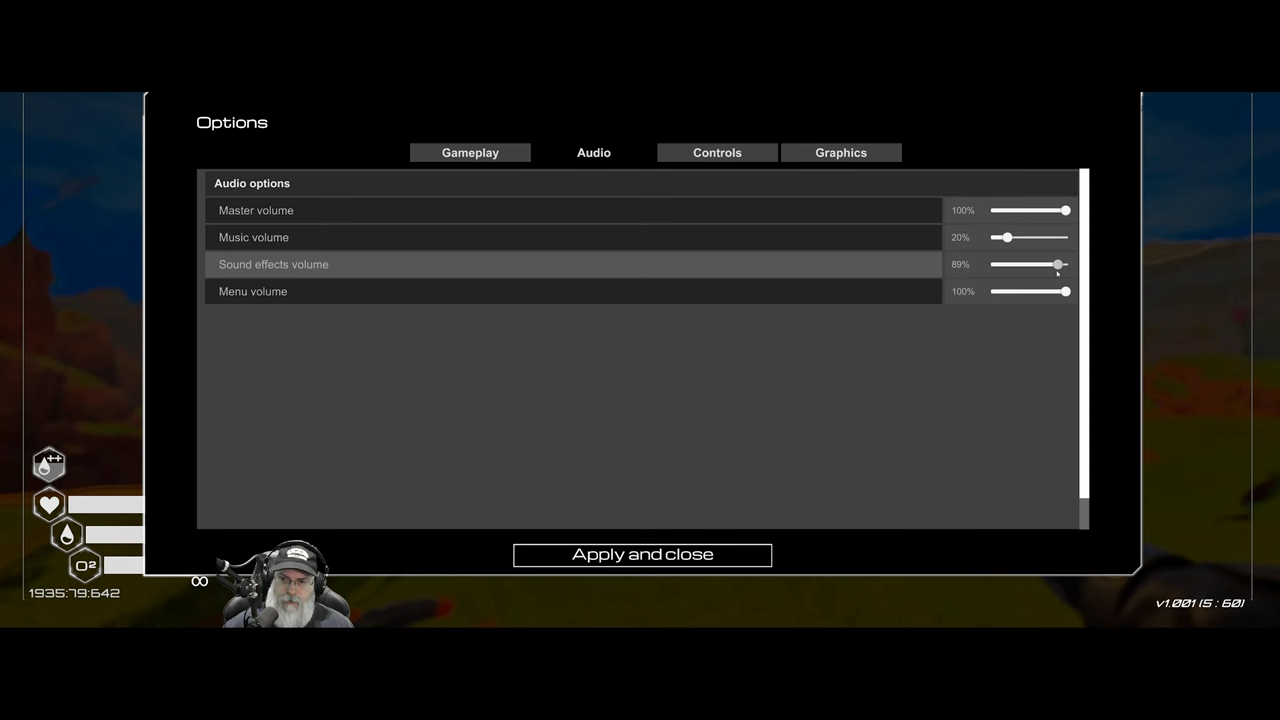 Options
Gameplay
Audio
Controls
Graphics
Audio options
Master volume
100%
Music volume
20%
Sound effects volume
89%
Menu volume
100%
Apply and close
++
O²
∞
1935:79:642
v1.001 (5 : 60)